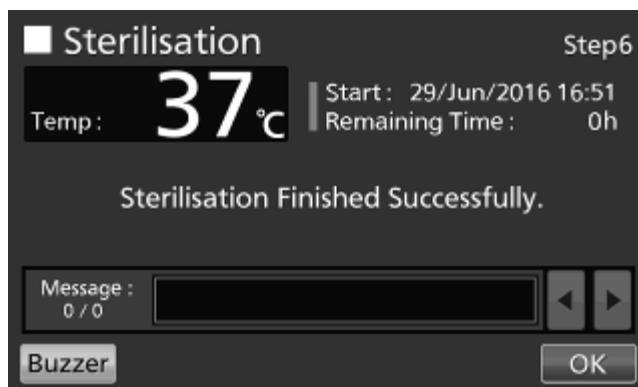 Sterilisation
Step6
Temp: 37℃
Start: 29/Jun/2016 16:51
Remaining Time: 0h
Sterilisation Finished Successfully.
Message:
0/0
Buzzer
OK